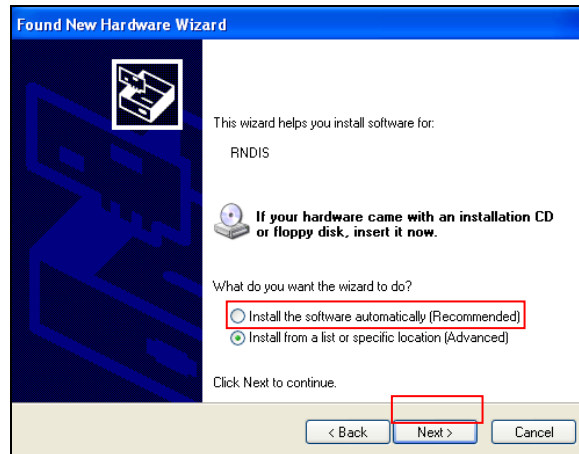 Found New Hardware Wizard
This wizard helps you install software for:
RNDIS
If your hardware came with an installation CD
or floppy disk, insert it now.
What do you want the wizard to do?
Install the software automatically (Recommended)
Install from a list or specific location (Advanced)
Click Next to continue.
< Back Next > Cancel